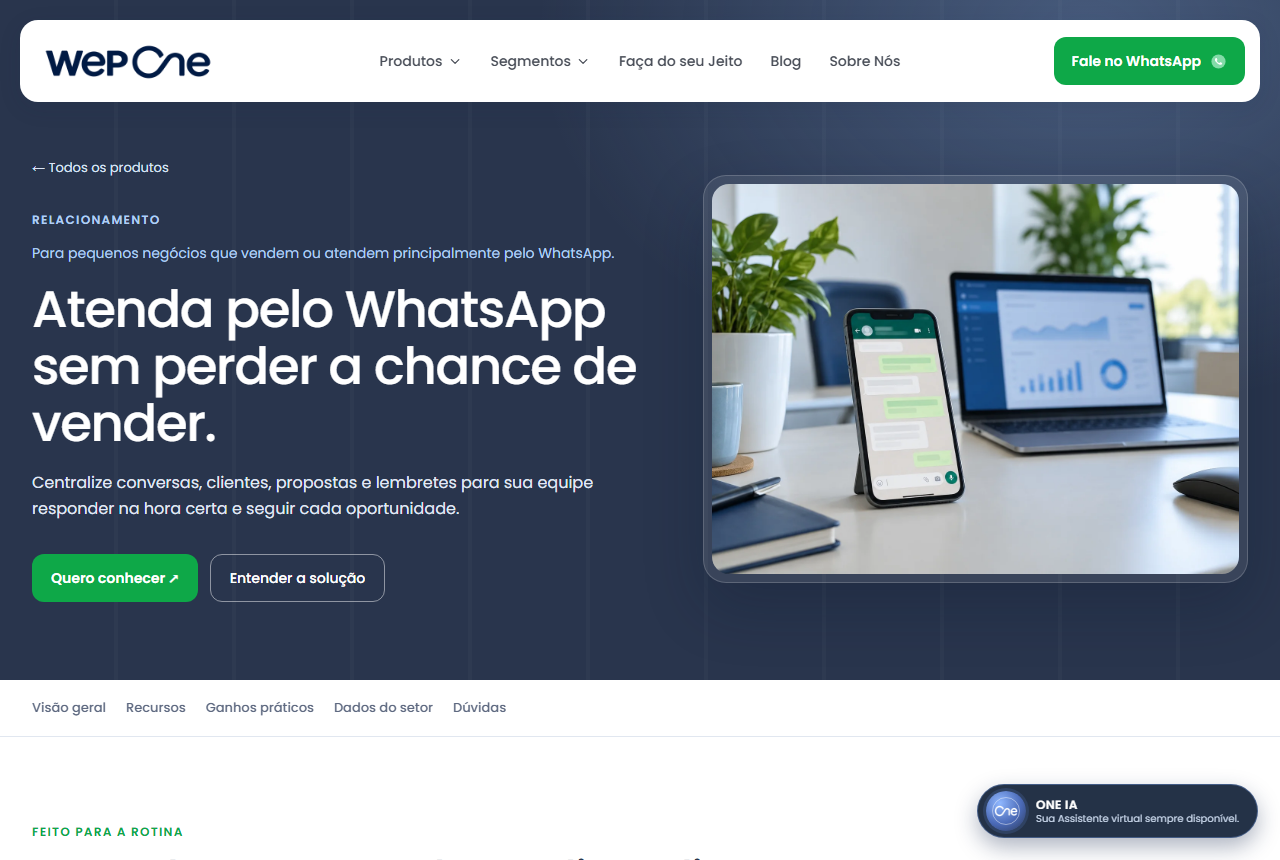 WEP One
Produtos
Segmentos
Faça do seu Jeito
Blog
Sobre Nós
Fale no WhatsApp
← Todos os produtos
RELACIONAMENTO
Para pequenos negócios que vendem ou atendem principalmente pelo WhatsApp.
Atenda pelo WhatsApp
sem perder a chance de
vender.
Centralize conversas, clientes, propostas e lembretes para sua equipe
responder na hora certa e seguir cada oportunidade.
Quero conhecer ↗
Entender a solução
Visão geral
Recursos
Ganhos práticos
Dados do setor
Dúvidas
FEITO PARA A ROTINA
One
ONE IA
Sua Assistente virtual sempre disponível.